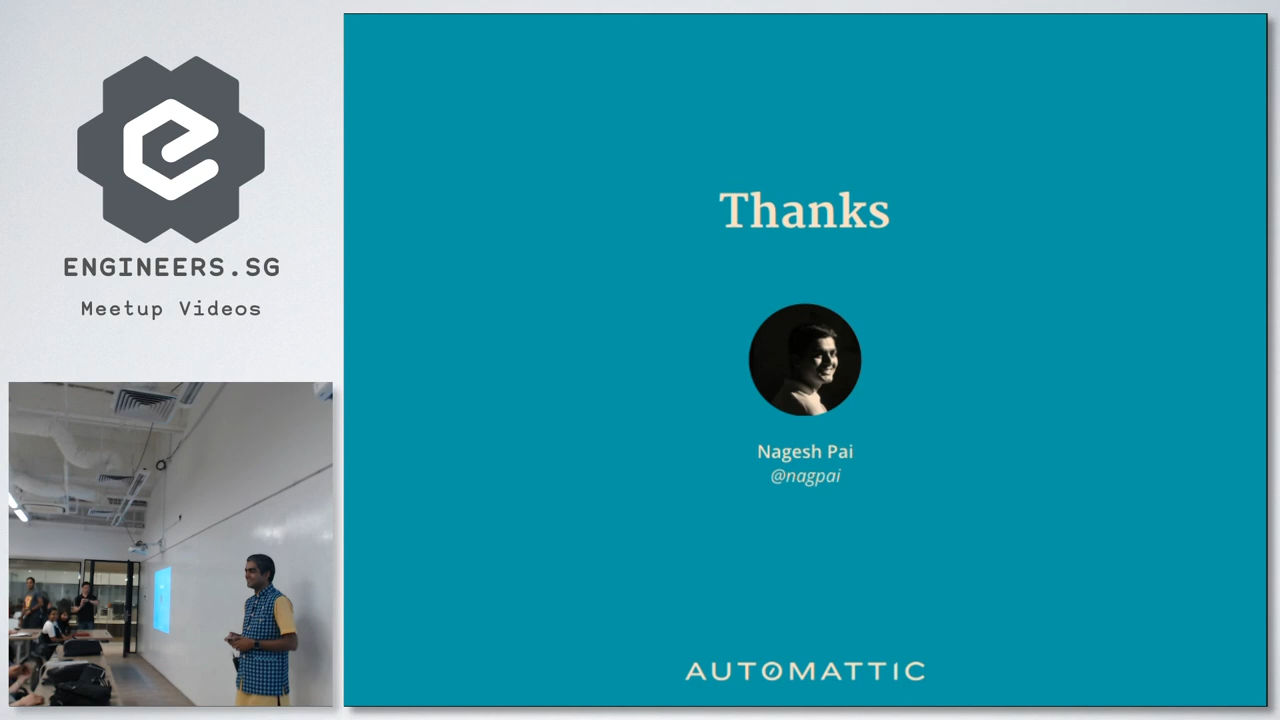 ENGINEERS.SG
Meetup Videos
Thanks
Nagesh Pai
@nagpai
AUTOMATTIC